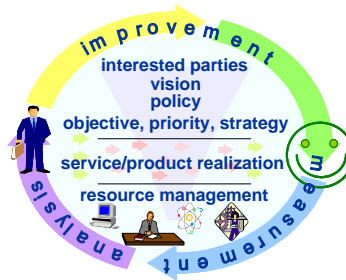 improvement
interested parties
vision
policy
objective, priority, strategy
service/product realization
resource management
measurement
analysis